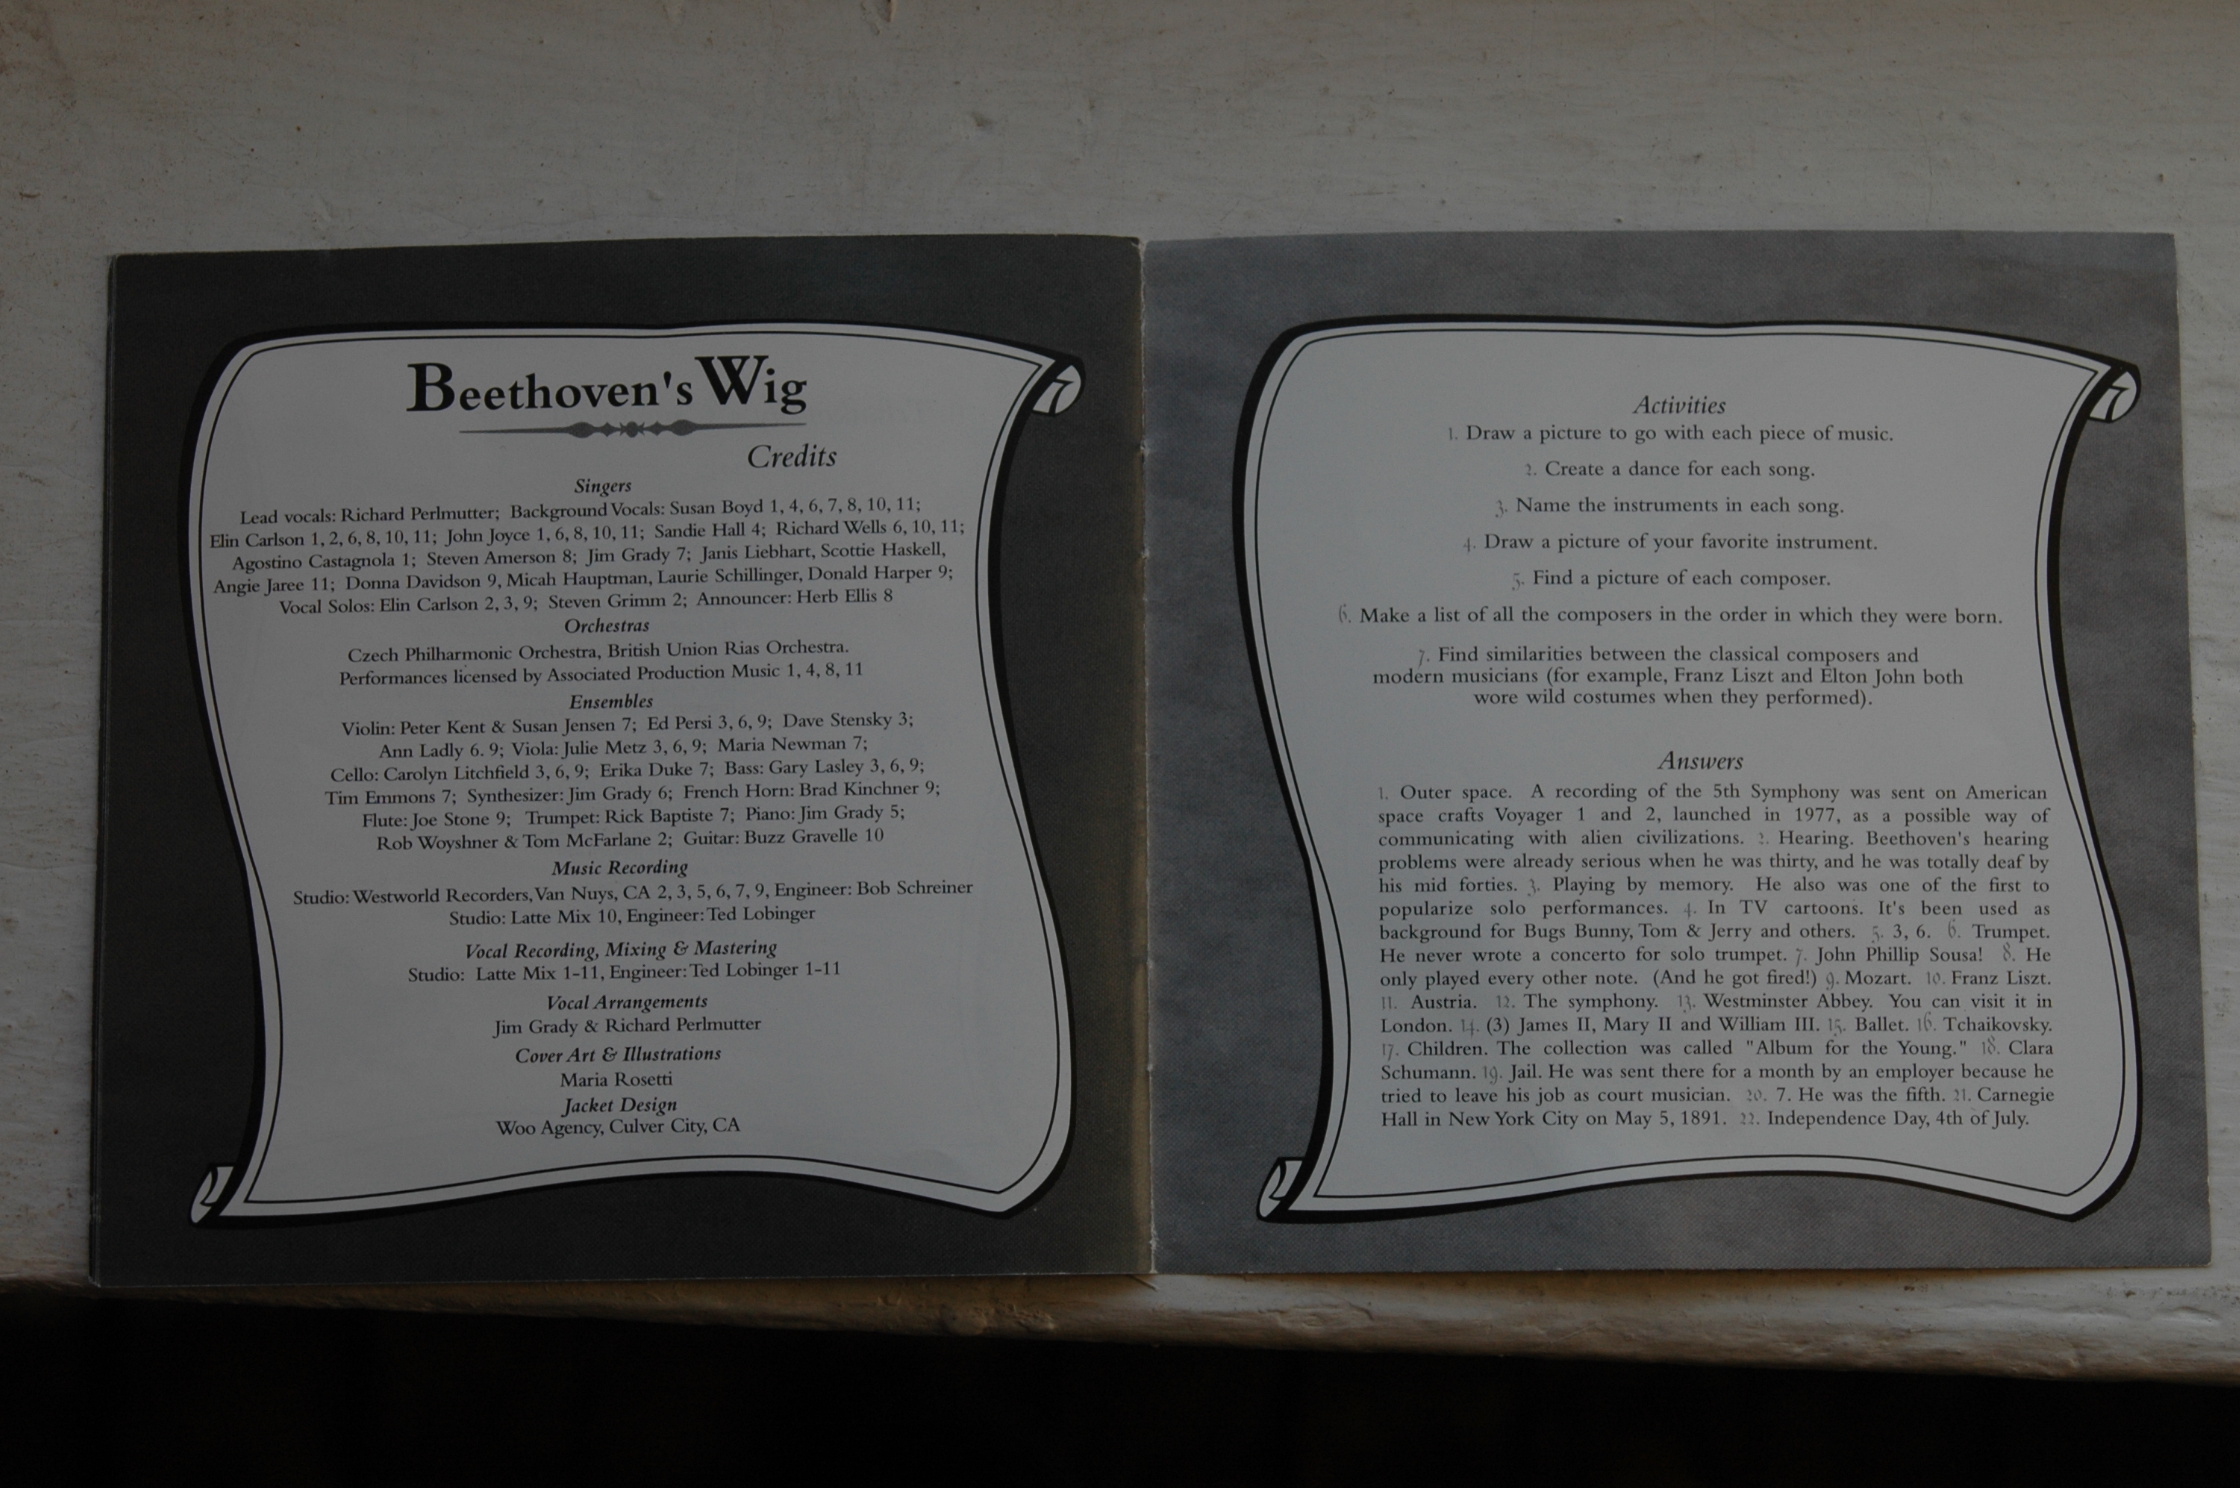 Beethoven's Wig
Credits
Singers
Lead vocals: Richard Perlmutter; Background Vocals: Susan Boyd 1, 4, 6, 7, 8, 10, 11;
Elin Carlson 1, 2, 6, 8, 10, 11; John Joyce 1, 6, 8, 10, 11; Sandie Hall 4; Richard Wells 6, 10, 11;
Agostino Castagnola 1; Steven Amerson 8; Jim Grady 7; Janis Liebhart, Scottie Haskell,
Angie Jaree 11; Donna Davidson 9, Micah Hauptman, Laurie Schillinger, Donald Harper 9;
Vocal Solos: Elin Carlson 2, 3, 9; Steven Grimm 2; Announcer: Herb Ellis 8
Orchestras
Czech Philharmonic Orchestra, British Union Rias Orchestra.
Performances licensed by Associated Production Music 1, 4, 8, 11
Ensembles
Violin: Peter Kent & Susan Jensen 7; Ed Persi 3, 6, 9; Dave Stensky 3;
Ann Ladly 6. 9; Viola: Julie Metz 3, 6, 9; Maria Newman 7;
Cello: Carolyn Litchfield 3, 6, 9; Erika Duke 7; Bass: Gary Lasley 3, 6, 9;
Tim Emmons 7; Synthesizer: Jim Grady 6; French Horn: Brad Kinchner 9;
Flute: Joe Stone 9; Trumpet: Rick Baptiste 7; Piano: Jim Grady 5;
Rob Woyshner & Tom McFarlane 2; Guitar: Buzz Gravelle 10
Music Recording
Studio: Westworld Recorders, Van Nuys, CA 2, 3, 5, 6, 7, 9, Engineer: Bob Schreiner
Studio: Latte Mix 10, Engineer: Ted Lobinger
Vocal Recording, Mixing & Mastering
Studio: Latte Mix 1-11, Engineer: Ted Lobinger 1-11
Vocal Arrangements
Jim Grady & Richard Perlmutter
Cover Art & Illustrations
Maria Rosetti
Jacket Design
Woo Agency, Culver City, CA
Activities
1. Draw a picture to go with each piece of music.
2. Create a dance for each song.
3. Name the instruments in each song.
4. Draw a picture of your favorite instrument.
5. Find a picture of each composer.
6. Make a list of all the composers in the order in which they were born.
7. Find similarities between the classical composers and
modern musicians (for example, Franz Liszt and Elton John both
wore wild costumes when they performed).
Answers
1. Outer space. A recording of the 5th Symphony was sent on American
space crafts Voyager 1 and 2, launched in 1977, as a possible way of
communicating with alien civilizations. 2. Hearing. Beethoven's hearing
problems were already serious when he was thirty, and he was totally deaf by
his mid forties. 3. Playing by memory. He also was one of the first to
popularize solo performances. 4. In TV cartoons. It's been used as
background for Bugs Bunny, Tom & Jerry and others. 5. 3, 6. 6. Trumpet.
He never wrote a concerto for solo trumpet. 7. John Phillip Sousa! 8. He
only played every other note. (And he got fired!) 9. Mozart. 10. Franz Liszt.
11. Austria. 12. The symphony. 13. Westminster Abbey. You can visit it in
London. 14. (3) James II, Mary II and William III. 15. Ballet. 16. Tchaikovsky.
17. Children. The collection was called "Album for the Young." 18. Clara
Schumann. 19. Jail. He was sent there for a month by an employer because he
tried to leave his job as court musician. 20. 7. He was the fifth. 21. Carnegie
Hall in New York City on May 5, 1891. 22. Independence Day, 4th of July.